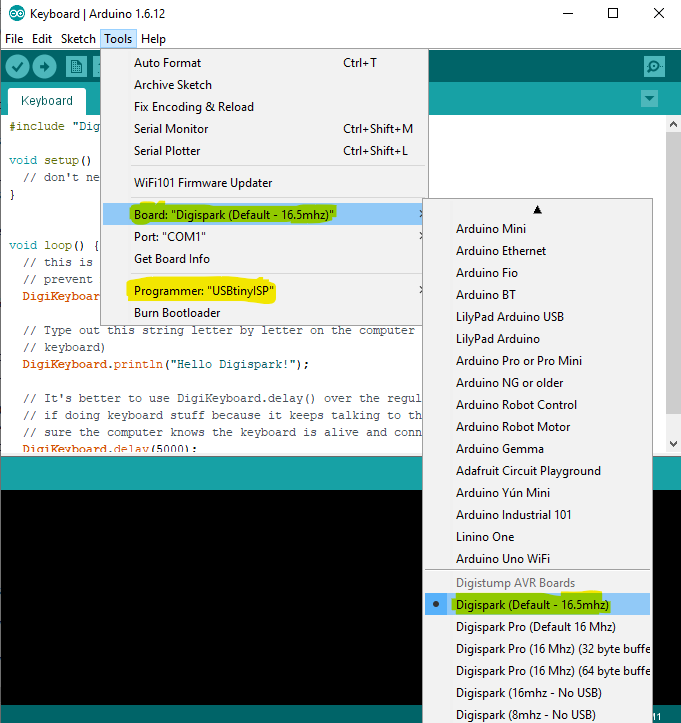 Keyboard | Arduino 1.6.12
File Edit Sketch Tools Help
Keyboard
Auto Format Ctrl+T
Archive Sketch
Fix Encoding & Reload
Serial Monitor Ctrl+Shift+M
Serial Plotter Ctrl+Shift+L
WiFi101 Firmware Updater
Board: "Digispark (Default - 16.5mhz)"
Port: "COM1"
Get Board Info
Programmer: "USBtinyISP"
Burn Bootloader
#include "Dig
void setup()
// don't ne
}
void loop() {
// this is
// prevent
DigiKeyboar
// Type out this string letter by letter on the computer
// keyboard)
DigiKeyboard.println("Hello Digispark!");
// It's better to use DigiKeyboard.delay() over the regul
// if doing keyboard stuff because it keeps talking to th
// sure the computer knows the keyboard is alive and conn
DigiKeyboard.delay(5000);
Arduino Mini
Arduino Ethernet
Arduino Fio
Arduino BT
LilyPad Arduino USB
LilyPad Arduino
Arduino Pro or Pro Mini
Arduino NG or older
Arduino Robot Control
Arduino Robot Motor
Arduino Gemma
Adafruit Circuit Playground
Arduino Yún Mini
Arduino Industrial 101
Linino One
Arduino Uno WiFi
Digistump AVR Boards
Digispark (Default - 16.5mhz)
Digispark Pro (Default 16 Mhz)
Digispark Pro (16 Mhz) (32 byte buffe
Digispark Pro (16 Mhz) (64 byte buffe
Digispark (16mhz - No USB)
Digispark (8mhz - No USB)
M1